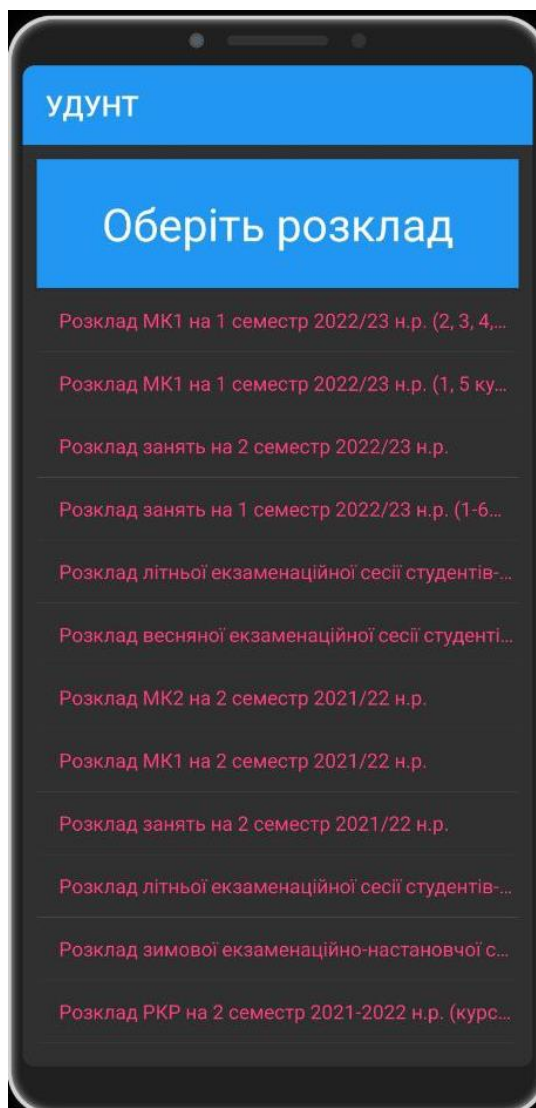 УДУНТ
Оберіть розклад
Розклад МК1 на 1 семестр 2022/23 н.р. (2, 3, 4,...
Розклад МК1 на 1 семестр 2022/23 н.р. (1, 5 ку...
Розклад занять на 2 семестр 2022/23 н.р.
Розклад занять на 1 семестр 2022/23 н.р. (1-6...
Розклад літньої екзаменаційної сесії студентів-...
Розклад весняної екзаменаційної сесії студенті...
Розклад МК2 на 2 семестр 2021/22 н.р.
Розклад МК1 на 2 семестр 2021/22 н.р.
Розклад занять на 2 семестр 2021/22 н.р.
Розклад літньої екзаменаційної сесії студентів-...
Розклад зимової екзаменаційно-настановчої с...
Розклад РКР на 2 семестр 2021-2022 н.р. (курс...